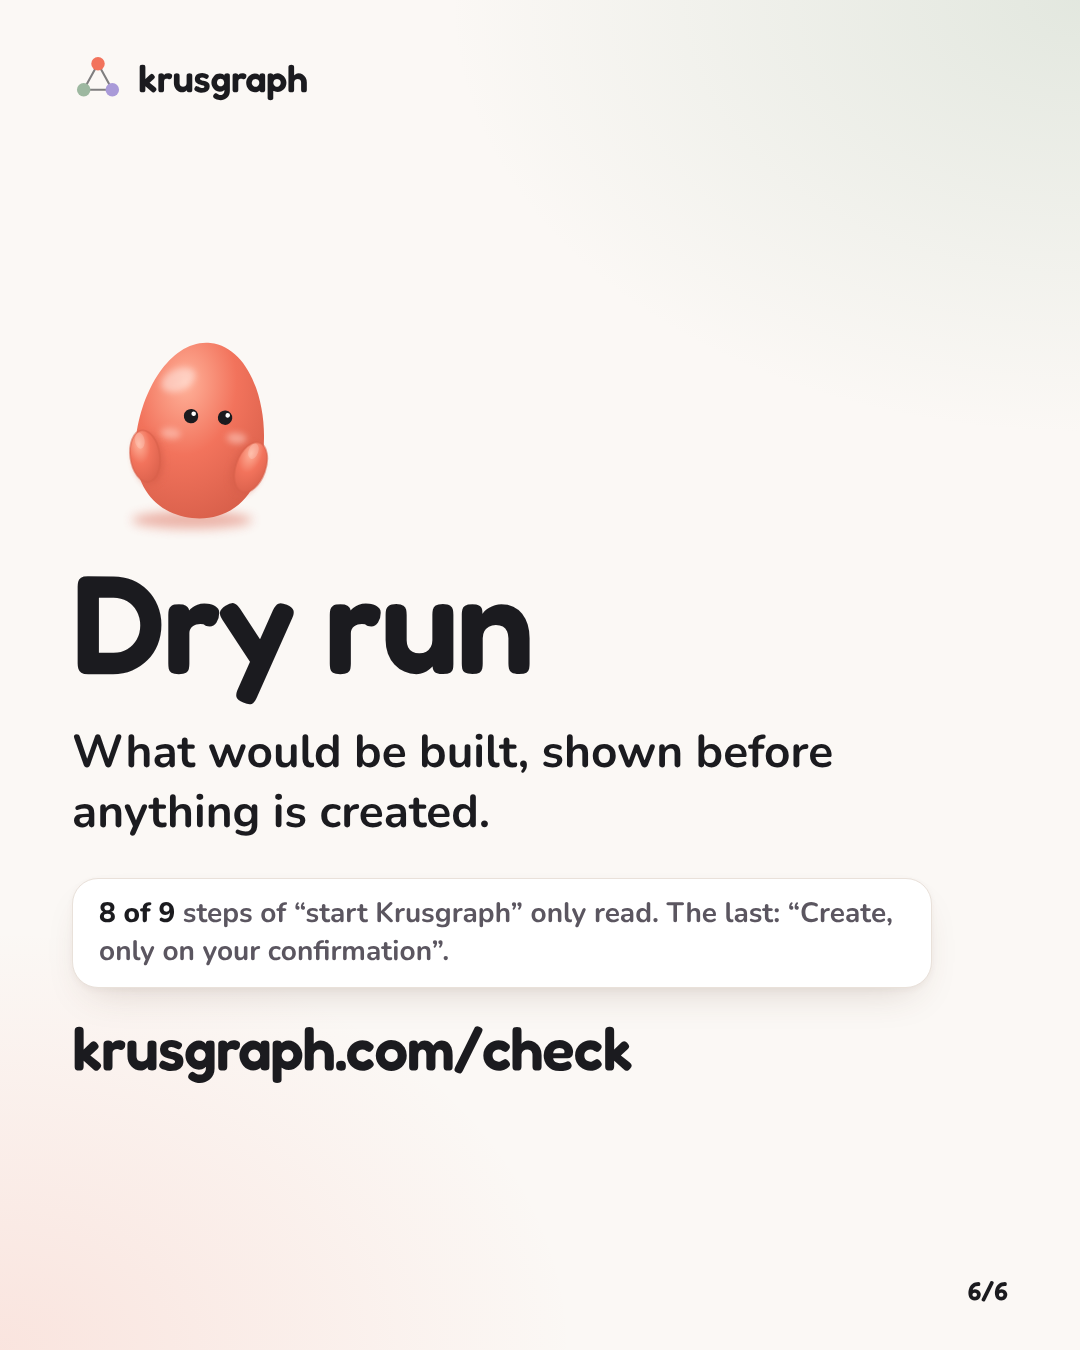 krusgraph
Dry run
What would be built, shown before
anything is created.
8 of 9 steps of “start Krusgraph” only read. The last: “Create,
only on your confirmation”.
krusgraph.com/check
6/6